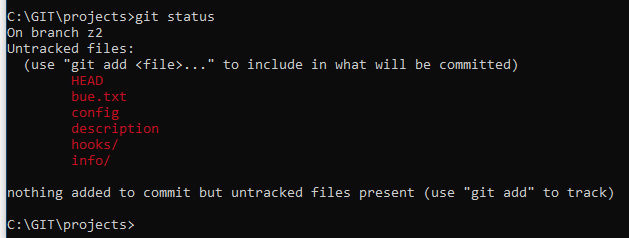 C:\GIT\projects>git status
On branch z2
Untracked files:
  (use "git add <file>..." to include in what will be committed)
        HEAD
        bue.txt
        config
        description
        hooks/
        info/

nothing added to commit but untracked files present (use "git add" to track)

C:\GIT\projects>